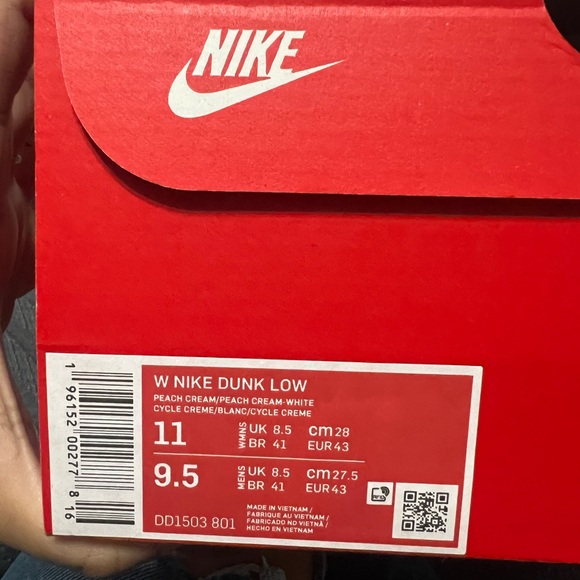 NIKE
W NIKE DUNK LOW
PEACH CREAM/PEACH CREAM-WHITE
CYCLE CREME/BLANC/CYCLE CREME
11 WMNS UK 8.5 cm 28
BR 41 EUR 43
9.5 MENS UK 8.5 cm 27.5
BR 41 EUR 43
MADE IN VIETNAM /
FABRIQUE AU VIETNAM /
FABRICADO NO VIETNÃ /
HECHO EN VIETNAM
DD1503 801
1 96152 00277 8 16